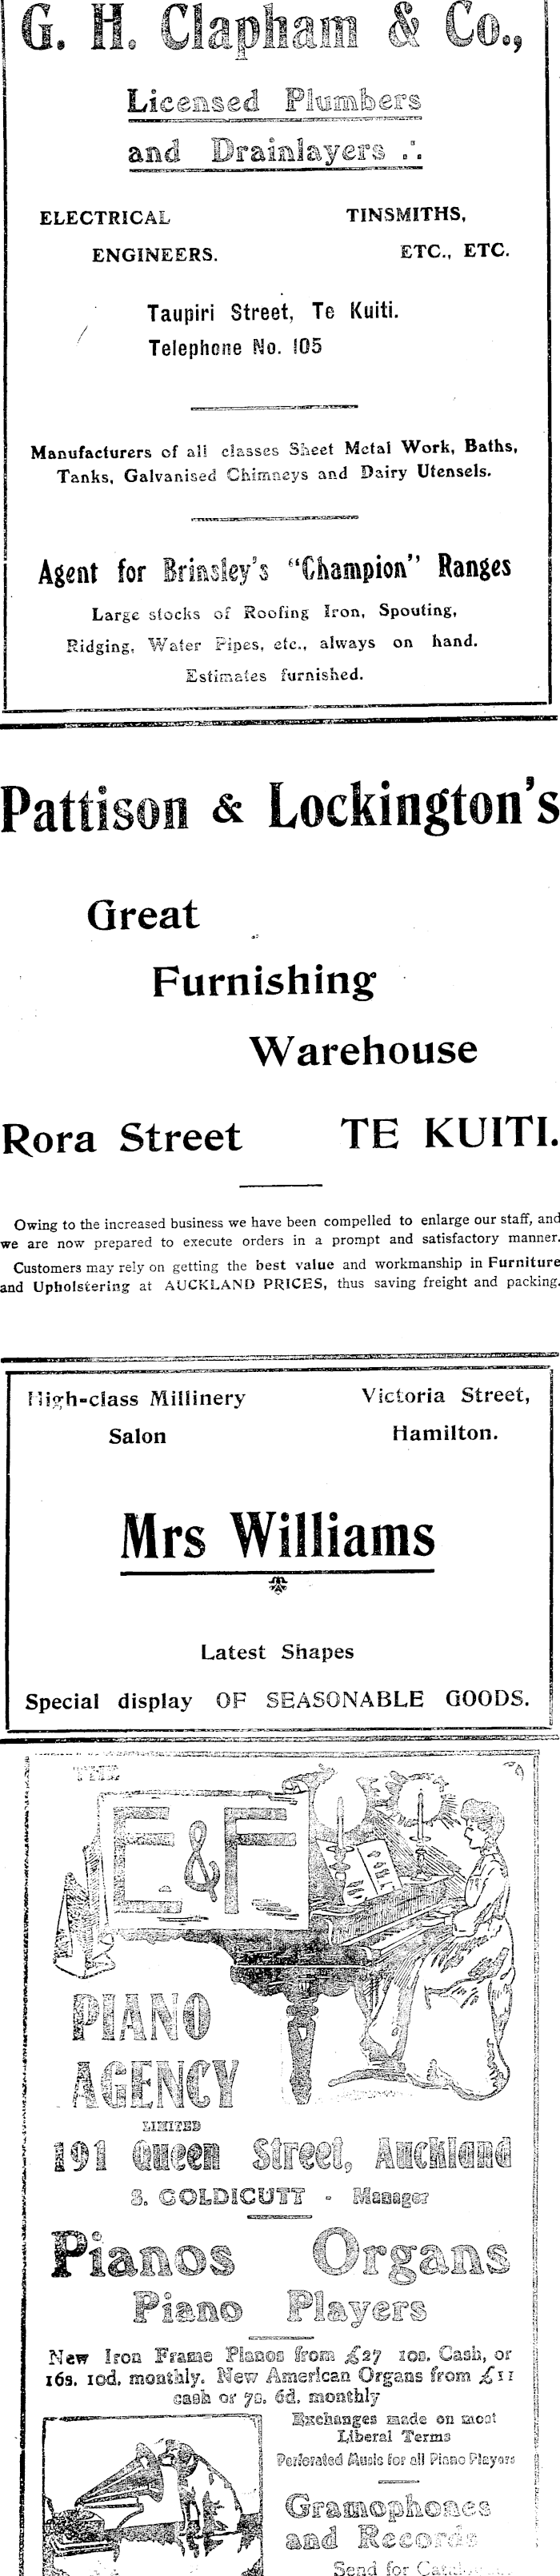 G. H. Clapham & Co.,
Licensed Plumbers
and Drainlayers
ELECTRICAL TINSMITHS,
ENGINEERS. ETC., ETC.
Taupiri Street, Te Kuiti.
Telephone No. 105
Manufacturers of all classes Sheet Metal Work, Baths,
Tanks, Galvanised Chimneys and Dairy Utensels.
Agent for Brinsley's "Champion" Ranges
Large stocks of Roofing Iron, Spouting,
Ridging, Water Pipes, etc., always on hand.
Estimates furnished.
Pattison & Lockington's
Great
Furnishing
Warehouse
Rora Street TE KUITI.
Owing to the increased business we have been compelled to enlarge our staff, and
we are now prepared to execute orders in a prompt and satisfactory manner.
Customers may rely on getting the best value and workmanship in Furniture
and Upholstering at AUCKLAND PRICES, thus saving freight and packing.
High-class Millinery Victoria Street,
Salon Hamilton.
Mrs Williams
Latest Shapes
Special display OF SEASONABLE GOODS.
THE
E & F
PIANO
AGENCY
LIMITED
191 Queen Street, Auckland
S. COLDICUTT - Manager
Pianos Organs
Piano Players
New Iron Frame Pianos from £27 10s. Cash, or
16s. 10d. monthly. New American Organs from £11
cash or 7s. 6d. monthly
Exchanges made on most
Liberal Terms
Perforated Music for all Piano Players
Gramophones
and Records
Send for